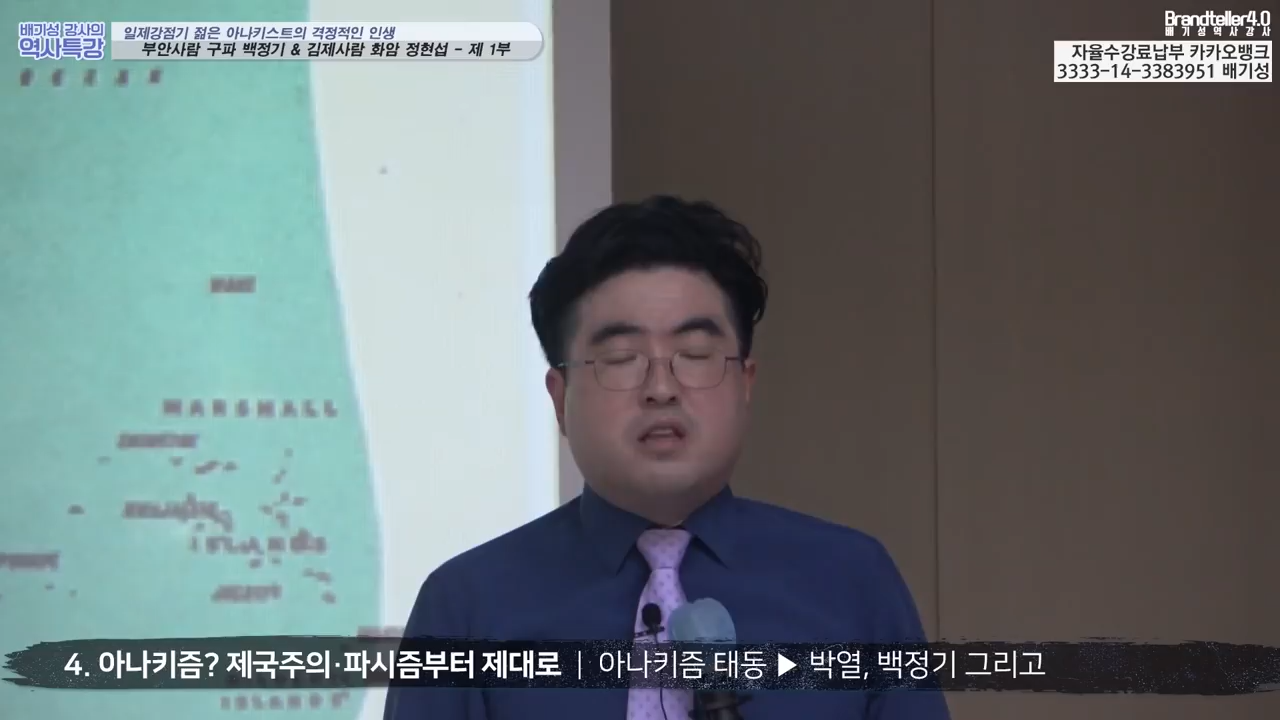 배기성 강사의
역사특강
일제강점기 젊은 아나키스트의 격정적인 인생
부안사람 구파 백정기 & 김제사람 화암 정현섭 - 제 1부
Brandteller4.0
배기성역사강사
자율수강료납부 카카오뱅크
3333-14-3383951 배기성
MARSHALL
ISLANDS
4. 아나키즘? 제국주의·파시즘부터 제대로 | 아나키즘 태동 ▶ 박열, 백정기 그리고
ISLANDS